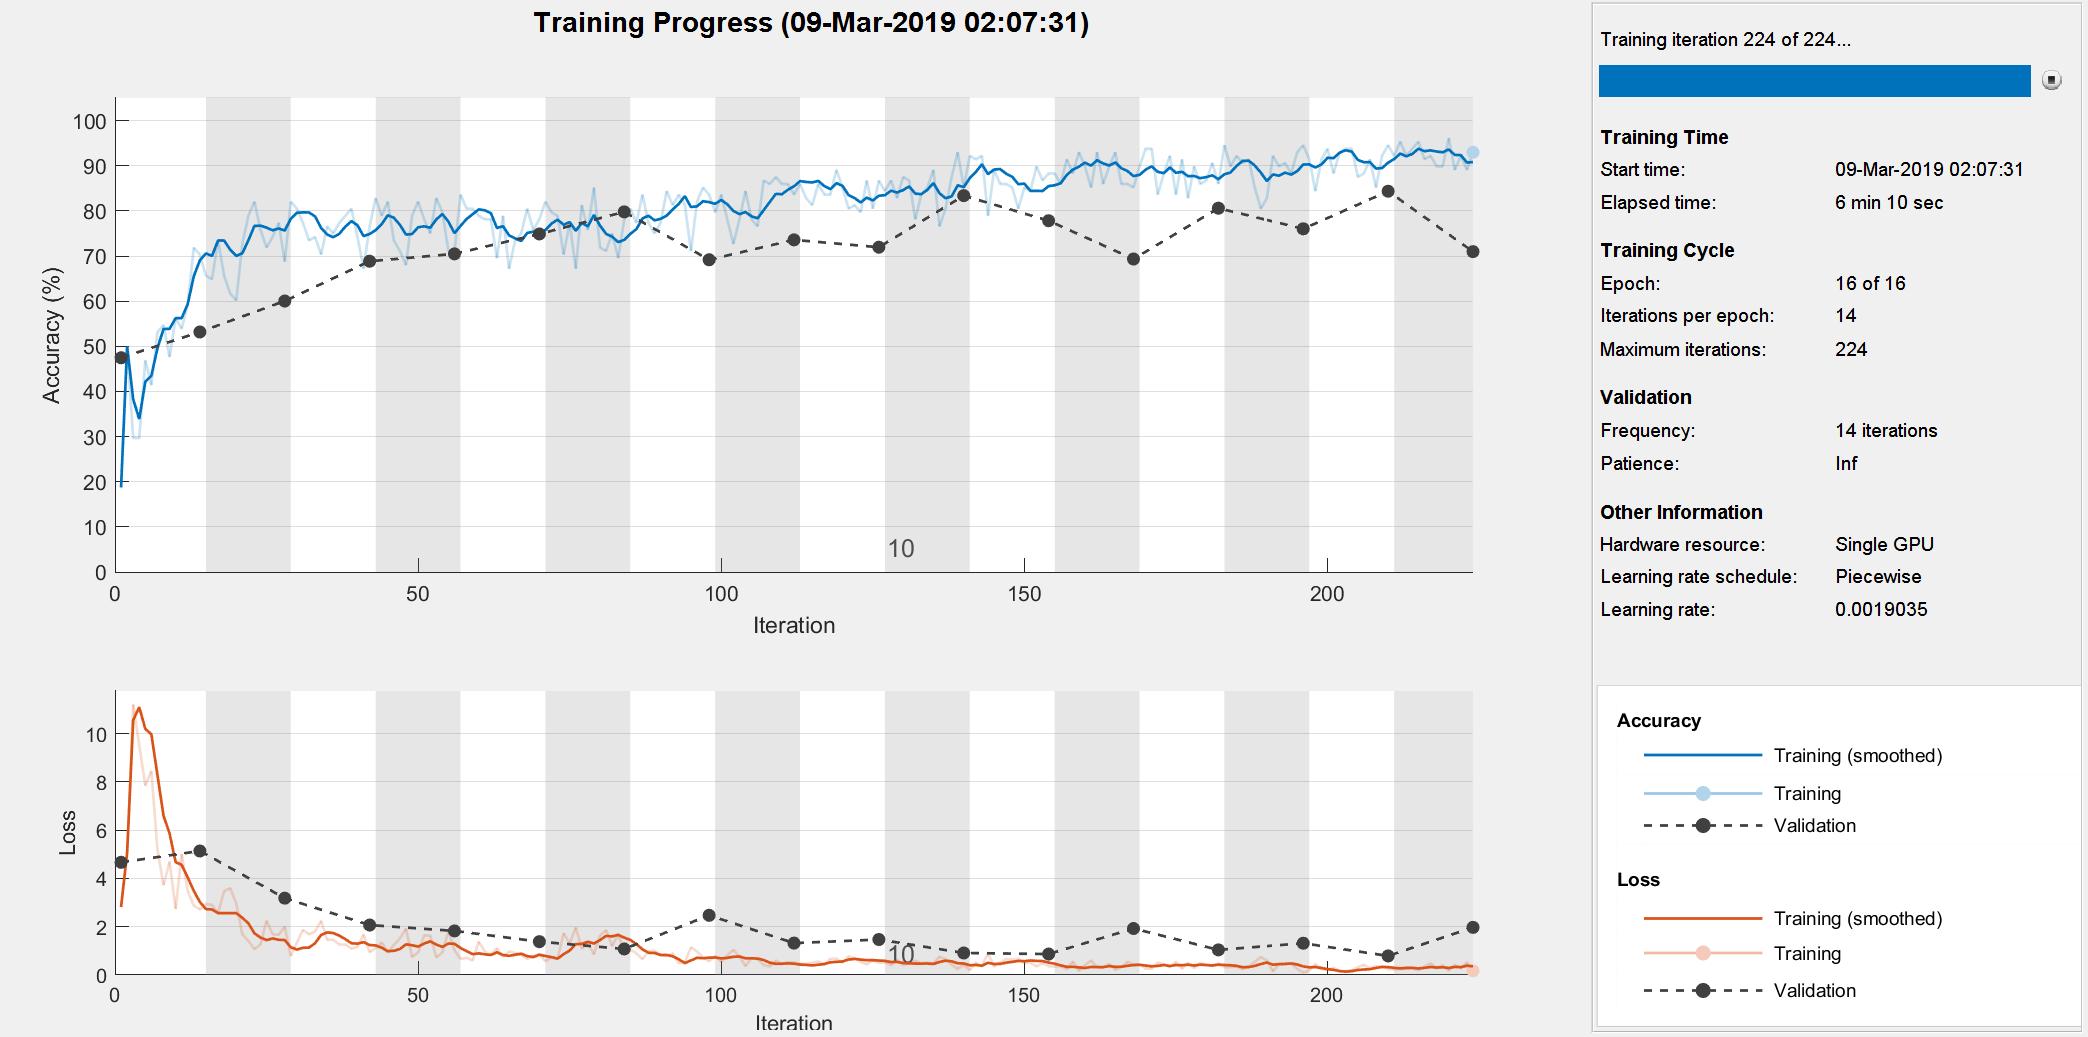 Training Progress (09-Mar-2019 02:07:31)
100
90
80
70
60
50
40
30
20
10
0
Accuracy (%)
10
0 50 100 150 200
Iteration
10
8
6
4
2
0
Loss
10
0 50 100 150 200
Iteration
Training iteration 224 of 224...
Training Time
Start time: 09-Mar-2019 02:07:31
Elapsed time: 6 min 10 sec
Training Cycle
Epoch: 16 of 16
Iterations per epoch: 14
Maximum iterations: 224
Validation
Frequency: 14 iterations
Patience: Inf
Other Information
Hardware resource: Single GPU
Learning rate schedule: Piecewise
Learning rate: 0.0019035
Accuracy
Training (smoothed)
Training
Validation
Loss
Training (smoothed)
Training
Validation